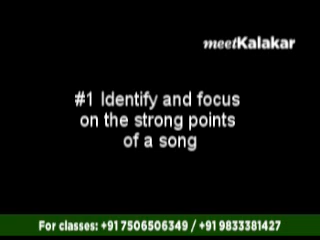 meetKalakar
#1 Identify and focus
on the strong points
of a song
For classes: +91 7506506349 / +91 9833381427